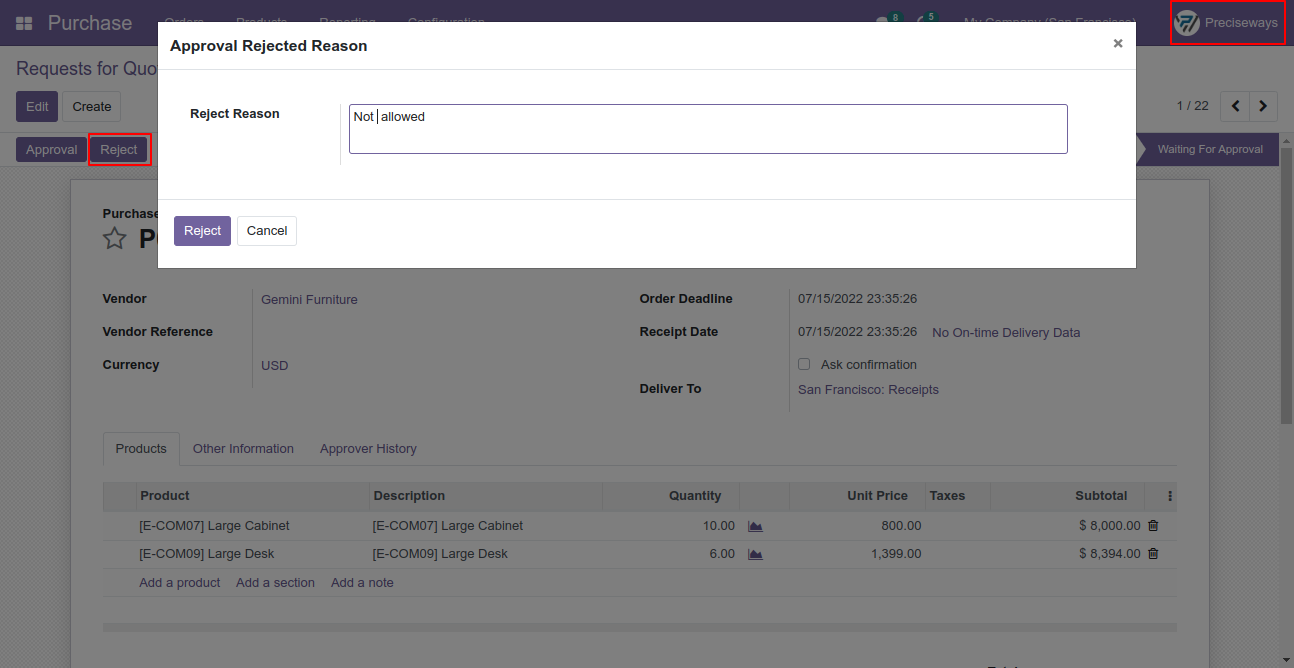 Purchase Orders Products Reporting Configuration 8 5 My Company (San Francisco) Preciseways
Approval Rejected Reason ×
Requests for Quo
Edit Create 1 / 22
Reject Reason Not allowed
Approval Reject Waiting For Approval
Purchase
Reject Cancel
Vendor Gemini Furniture Order Deadline 07/15/2022 23:35:26
Vendor Reference Receipt Date 07/15/2022 23:35:26 No On-time Delivery Data
Currency USD Ask confirmation
Deliver To San Francisco: Receipts
Products Other Information Approver History
Product Description Quantity Unit Price Taxes Subtotal
[E-COM07] Large Cabinet [E-COM07] Large Cabinet 10.00 800.00 $ 8,000.00
[E-COM09] Large Desk [E-COM09] Large Desk 6.00 1,399.00 $ 8,394.00
Add a product Add a section Add a note